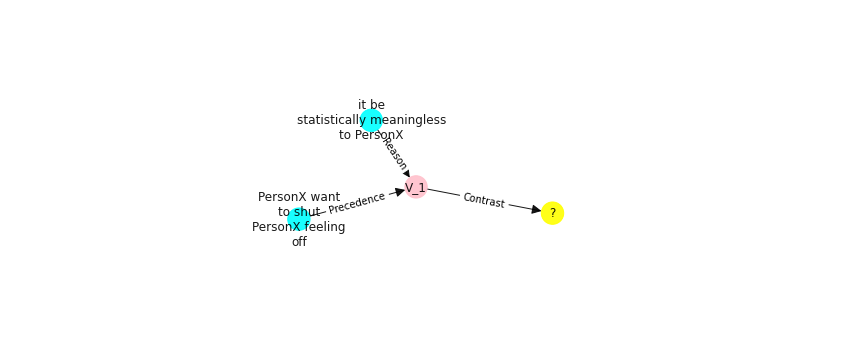 it be
statistically meaningless
to PersonX
Reason
V_1
PersonX want
to shut
PersonX feeling
off
Precedence
Contrast
?